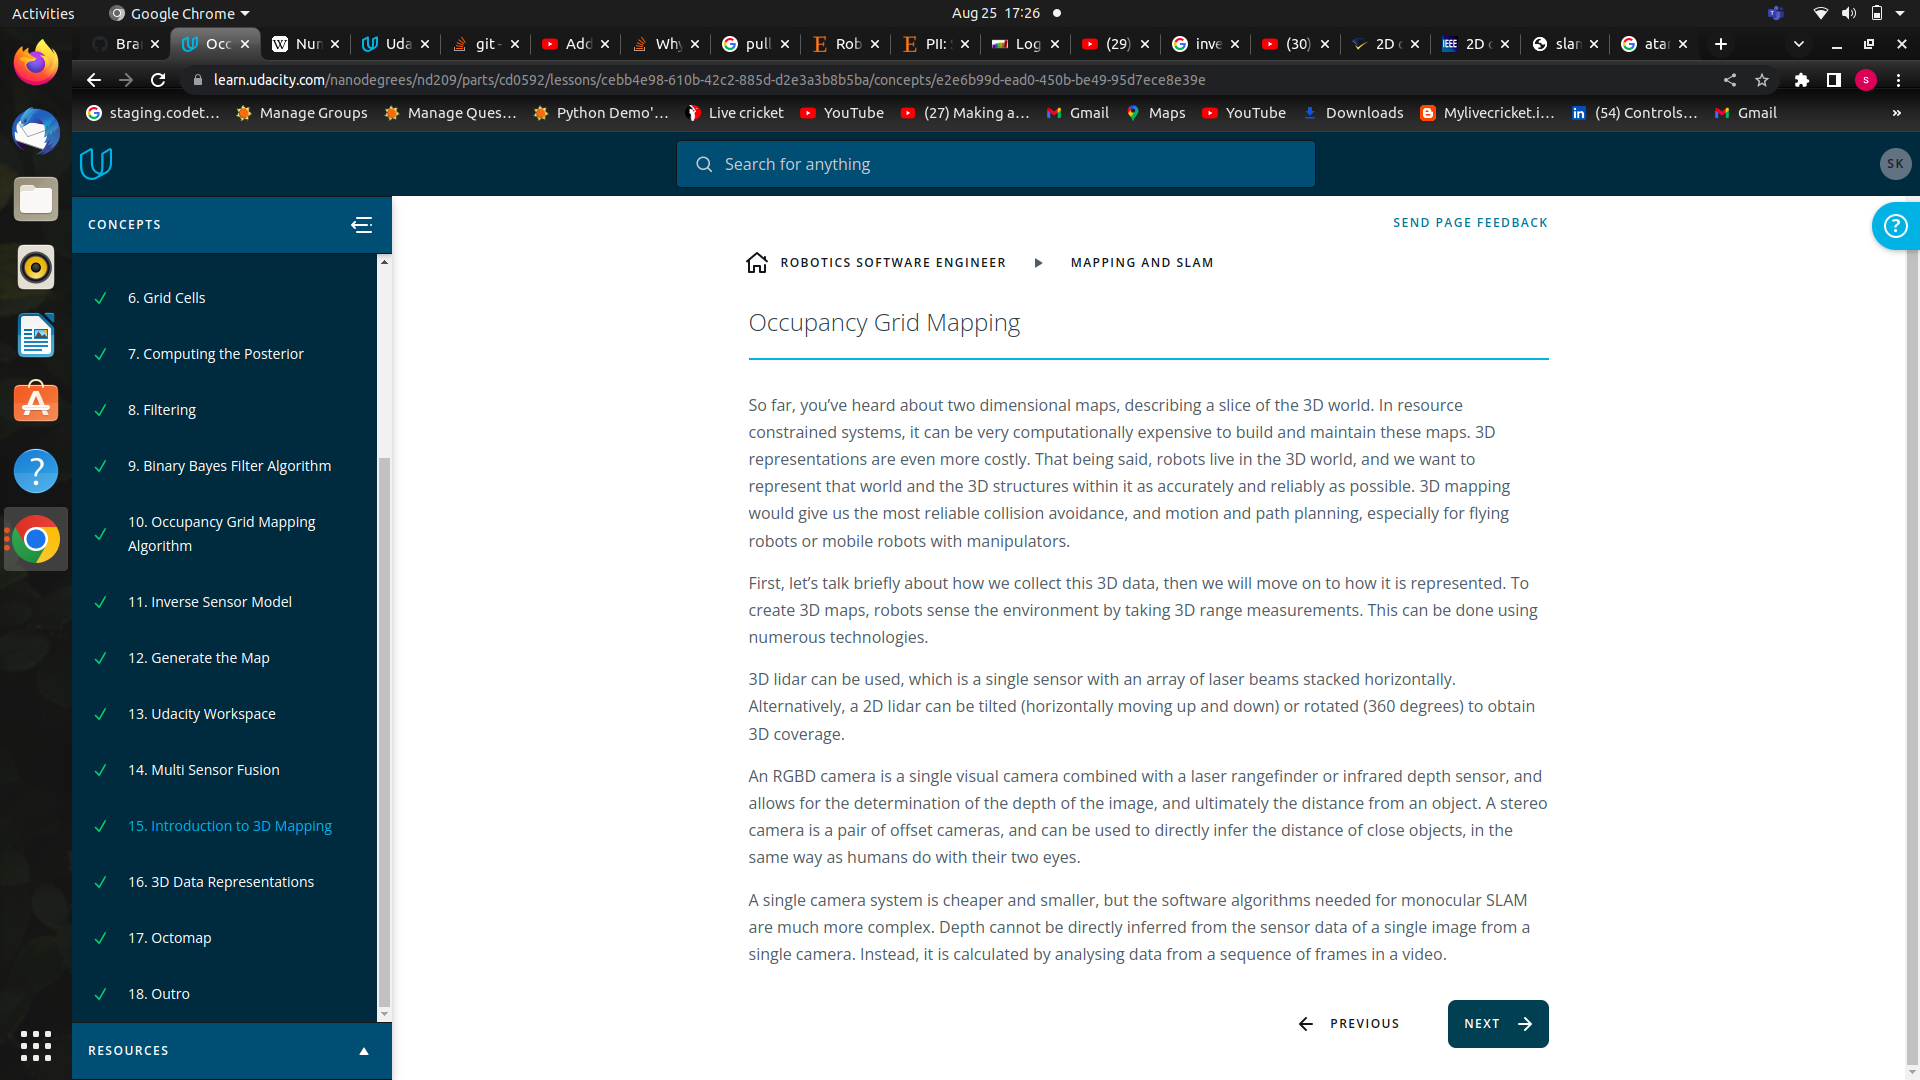 Activities
Google Chrome
Aug 25 17:26
Bra
Occ
Nur
Uda
git -
Add
Why
pull
Rob
PII:
Log
(29)
inve
(30)
2D
2D
slar
atar
learn.udacity.com/nanodegrees/nd209/parts/cd0592/lessons/cebb4e98-610b-42c2-885d-d2e3a3b8b5ba/concepts/e2e6b99d-ead0-450b-be49-95d7ece8e39e
S
staging.codet...
Manage Groups
Manage Ques...
Python Demo'...
Live cricket
YouTube
(27) Making a...
Gmail
Maps
YouTube
Downloads
Mylivecricket.i...
(54) Controls...
Gmail
»
Search for anything
SK
CONCEPTS
6. Grid Cells
7. Computing the Posterior
8. Filtering
9. Binary Bayes Filter Algorithm
10. Occupancy Grid Mapping
Algorithm
11. Inverse Sensor Model
12. Generate the Map
13. Udacity Workspace
14. Multi Sensor Fusion
15. Introduction to 3D Mapping
16. 3D Data Representations
17. Octomap
18. Outro
RESOURCES
SEND PAGE FEEDBACK
ROBOTICS SOFTWARE ENGINEER
MAPPING AND SLAM
Occupancy Grid Mapping
So far, you’ve heard about two dimensional maps, describing a slice of the 3D world. In resource
constrained systems, it can be very computationally expensive to build and maintain these maps. 3D
representations are even more costly. That being said, robots live in the 3D world, and we want to
represent that world and the 3D structures within it as accurately and reliably as possible. 3D mapping
would give us the most reliable collision avoidance, and motion and path planning, especially for flying
robots or mobile robots with manipulators.
First, let’s talk briefly about how we collect this 3D data, then we will move on to how it is represented. To
create 3D maps, robots sense the environment by taking 3D range measurements. This can be done using
numerous technologies.
3D lidar can be used, which is a single sensor with an array of laser beams stacked horizontally.
Alternatively, a 2D lidar can be tilted (horizontally moving up and down) or rotated (360 degrees) to obtain
3D coverage.
An RGBD camera is a single visual camera combined with a laser rangefinder or infrared depth sensor, and
allows for the determination of the depth of the image, and ultimately the distance from an object. A stereo
camera is a pair of offset cameras, and can be used to directly infer the distance of close objects, in the
same way as humans do with their two eyes.
A single camera system is cheaper and smaller, but the software algorithms needed for monocular SLAM
are much more complex. Depth cannot be directly inferred from the sensor data of a single image from a
single camera. Instead, it is calculated by analysing data from a sequence of frames in a video.
PREVIOUS
NEXT